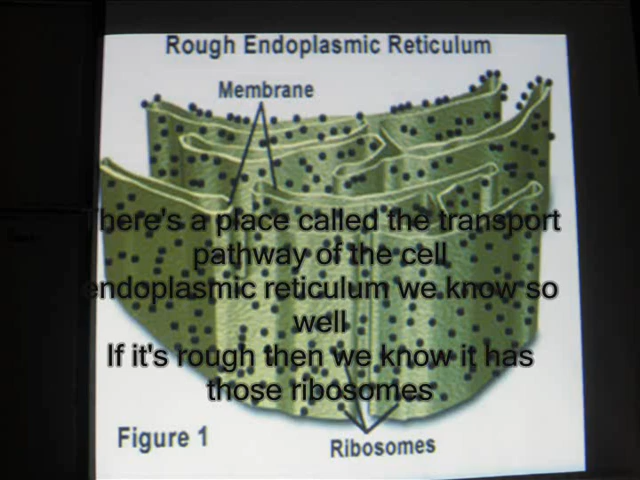 Rough Endoplasmic Reticulum
Membrane
There's a place called the transport
pathway of the cell
endoplasmic reticulum we know so
well
If it's rough then we know it has
those ribosomes
Figure 1
Ribosomes